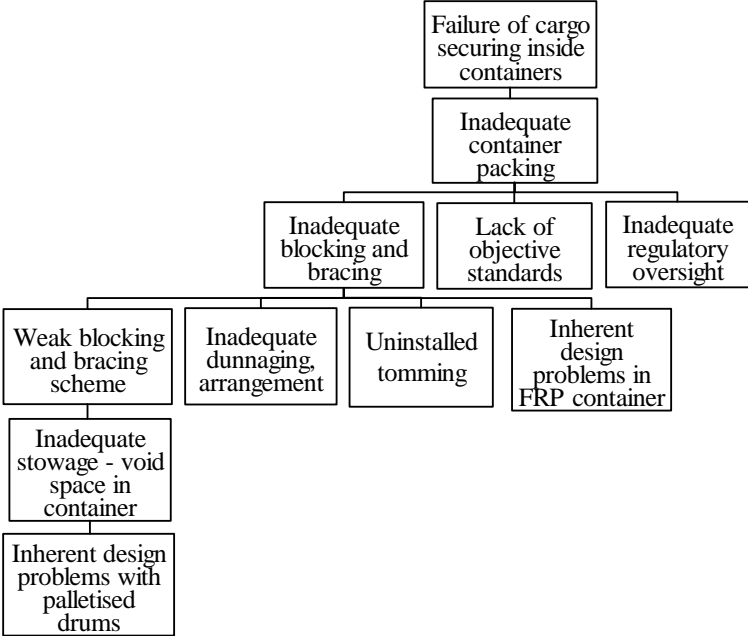 Failure of cargo
securing inside
containers
Inadequate
container
packing
Inadequate
blocking and
bracing
Lack of
objective
standards
Inadequate
regulatory
oversight
Weak blocking
and bracing
scheme
Inadequate
dunnaging,
arrangement
Uninstalled
tomming
Inherent
design
problems in
FRP container
Inadequate
stowage - void
space in
container
Inherent design
problems with
palletised
drums